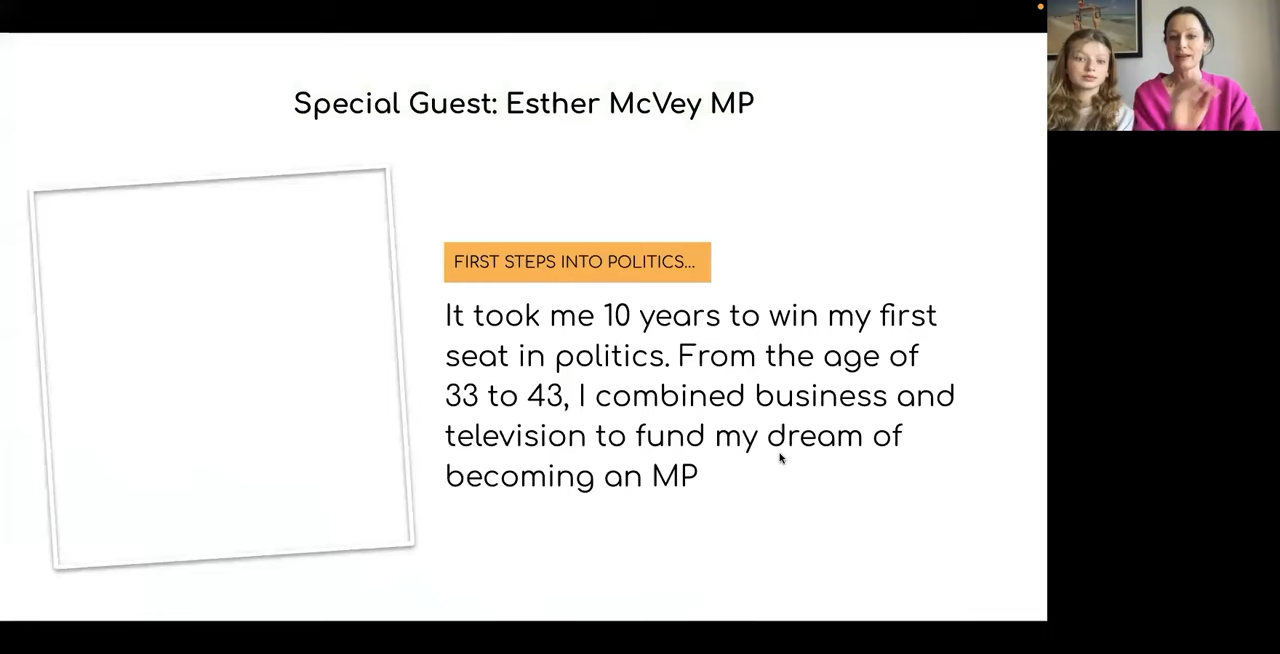 Special Guest: Esther McVey MP
FIRST STEPS INTO POLITICS...
It took me 10 years to win my first
seat in politics. From the age of
33 to 43, I combined business and
television to fund my dream of
becoming an MP